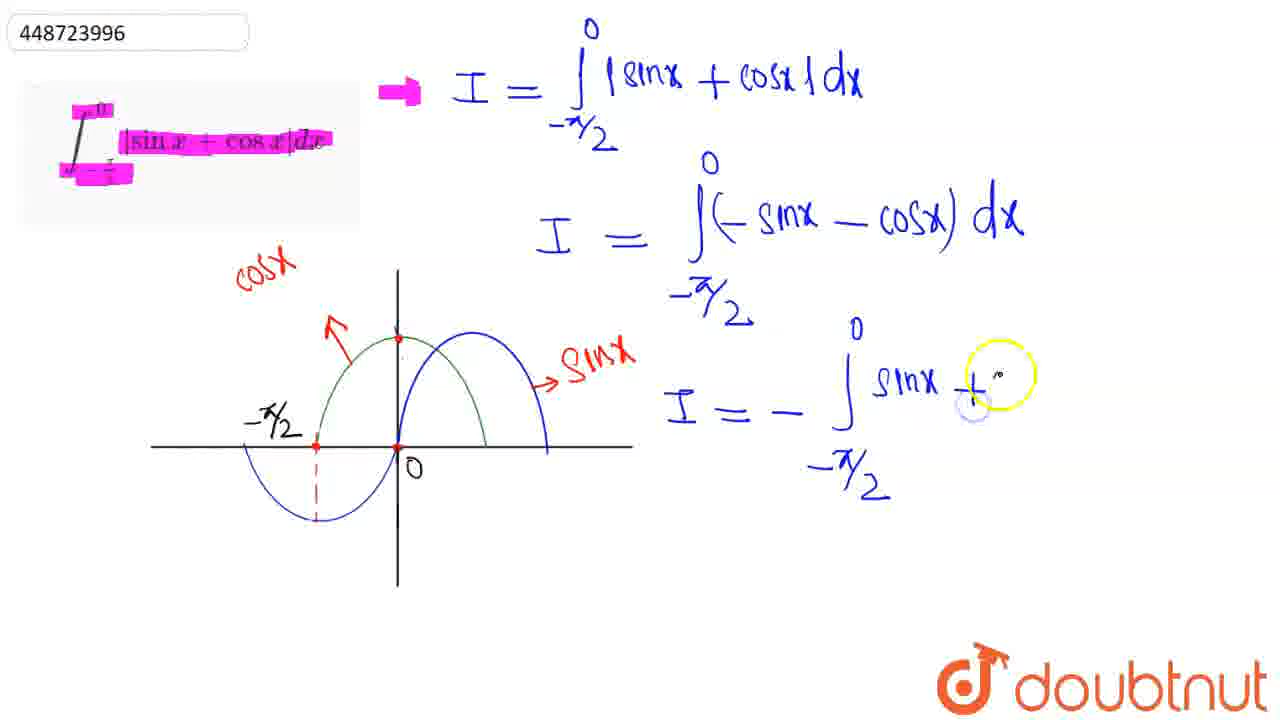 448723996
I = ∫_{-π/2}^{0} |sinx + cosx| dx
∫_{-π/2}^{0} |sin x + cos x|dx
I = ∫_{-π/2}^{0} (-sinx - cosx) dx
cosx
sinx
I = - ∫_{-π/2}^{0} sinx +
-π/2
0
doubtnut